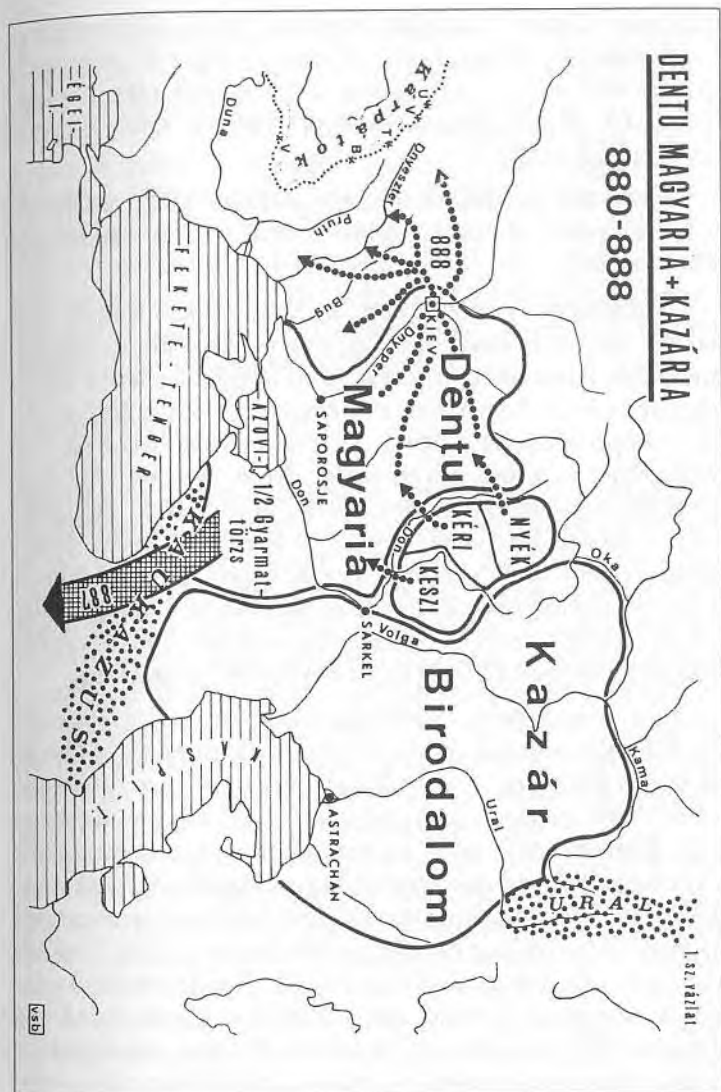 DENTU MAGYARIA + KAZÁRIA
880-888
1. sz. vázlat
Kárpátok
Ü
V
T
B
V
Duna
Dnyeszter
Pruth
Bug
888
KIEV
Dnyeper
Dentu
Magyaria
SAPOROSJE
NYÉK
KÉRI
KESZI
Oka
Don
Don
Volga
SARKEL
Kazár
Birodalom
Kama
Ural
URAL
ÉGEI-T.
FEKETE-TENGER
AZOVI-T.
1/2 Gyarmat-
törzs
887
KAUKÁZUS
KASPI-T.
ASTRACHAN
vsb